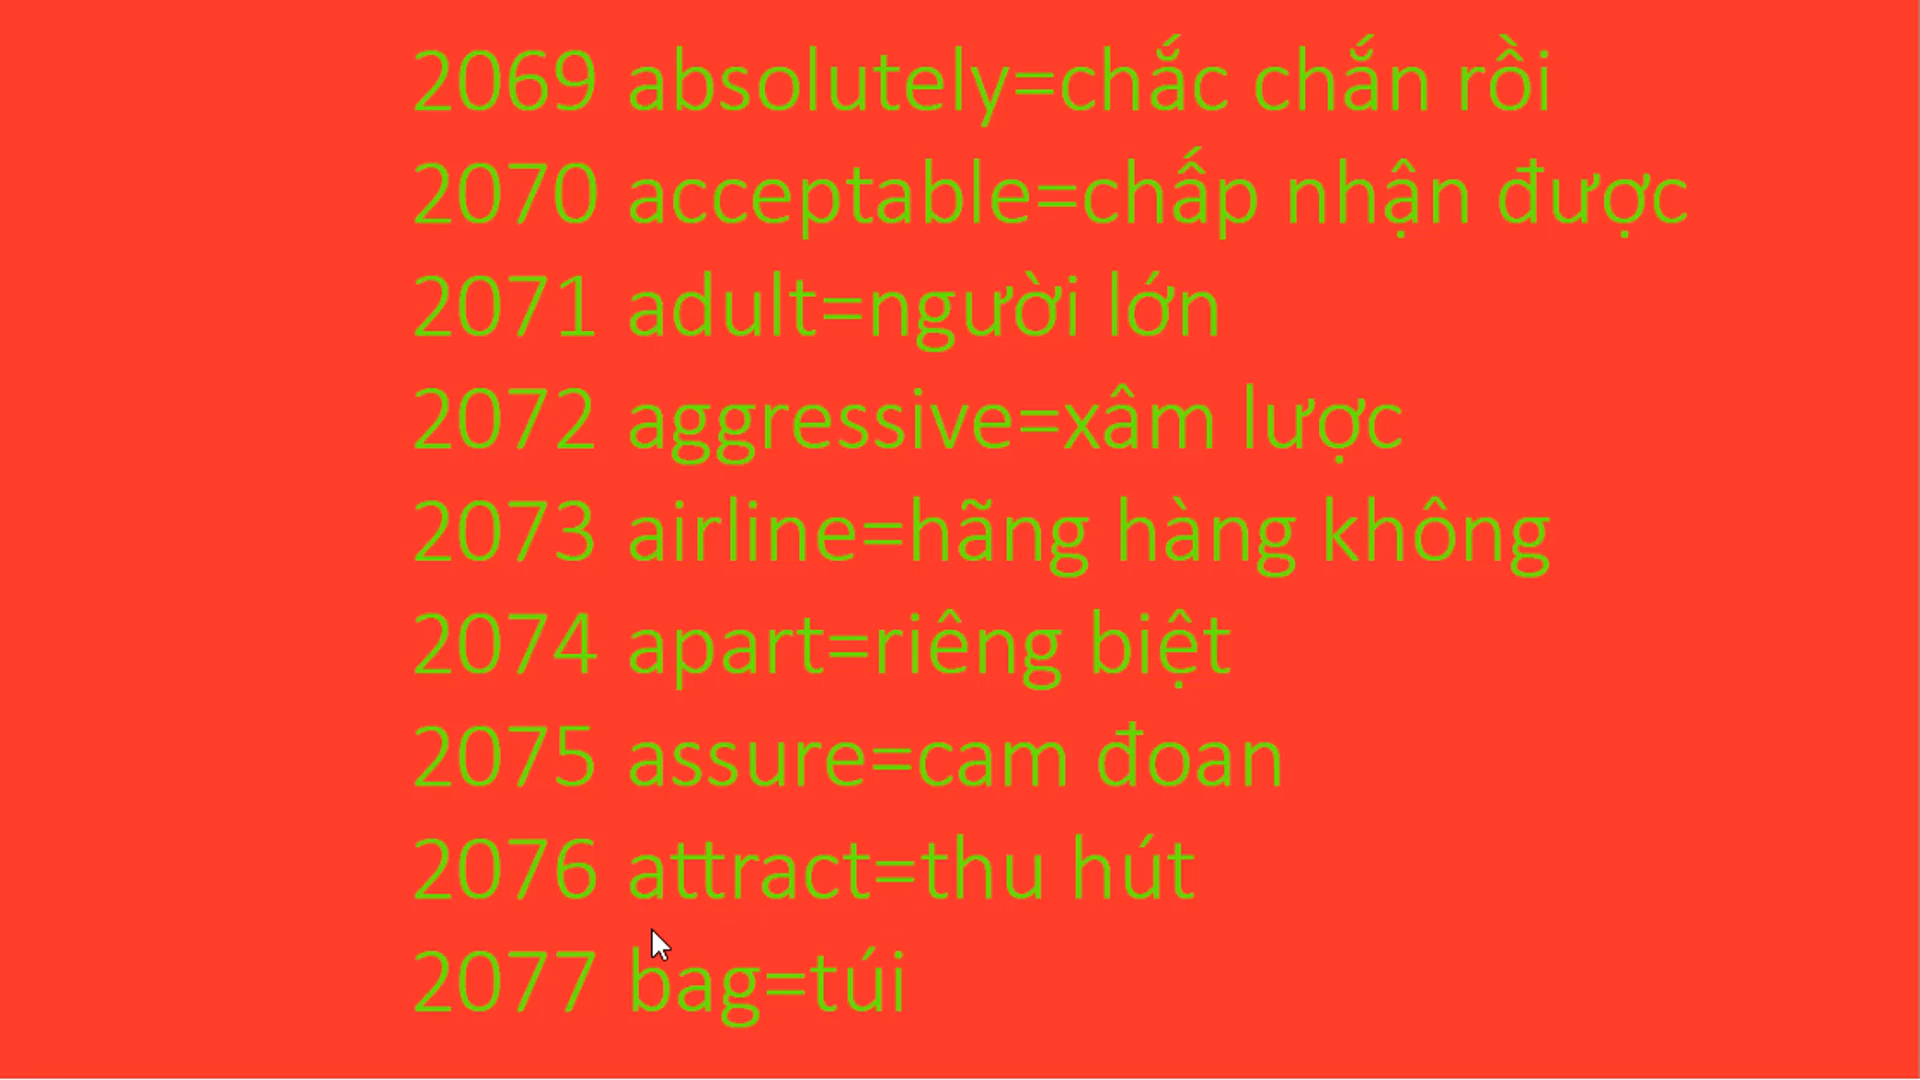 2069 absolutely=chắc chắn rồi
2070 acceptable=chấp nhận được
2071 adult=người lớn
2072 aggressive=xâm lược
2073 airline=hãng hàng không
2074 apart=riêng biệt
2075 assure=cam đoan
2076 attract=thu hút
2077 bag=túi